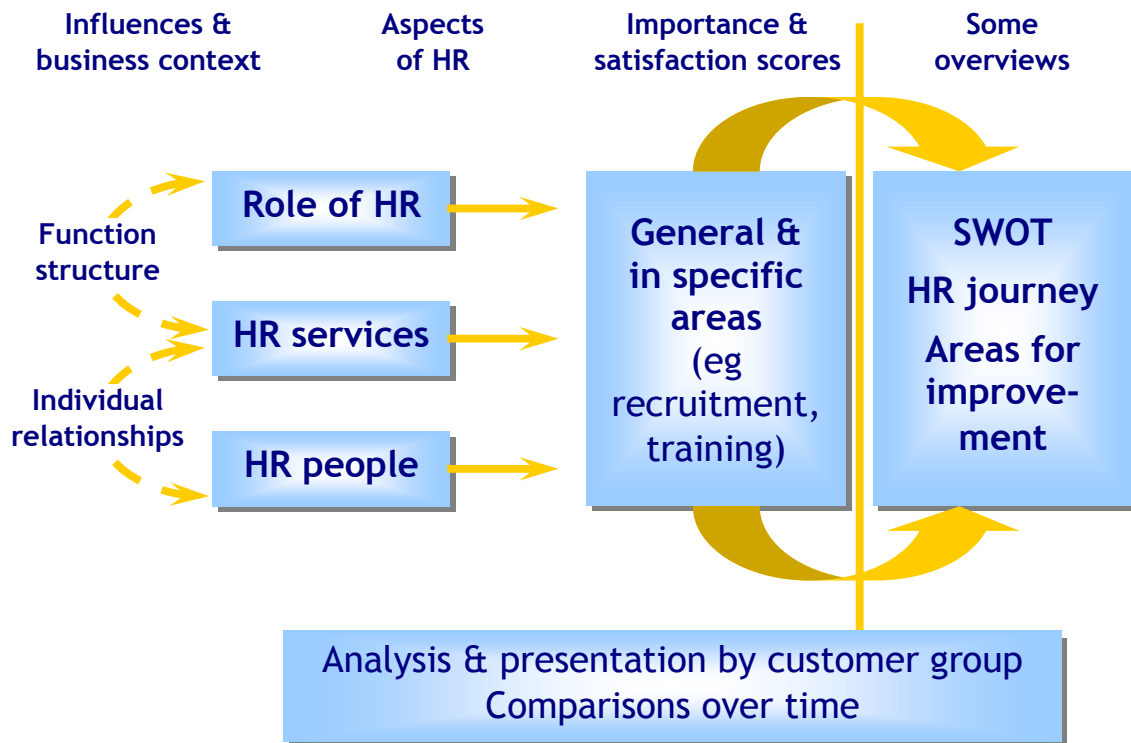 Influences &
business context
Aspects
of HR
Importance &
satisfaction scores
Some
overviews
Function
structure
Individual
relationships
Role of HR
HR services
HR people
General &
in specific
areas
(eg
recruitment,
training)
SWOT
HR journey
Areas for
improve-
ment
Analysis & presentation by customer group
Comparisons over time